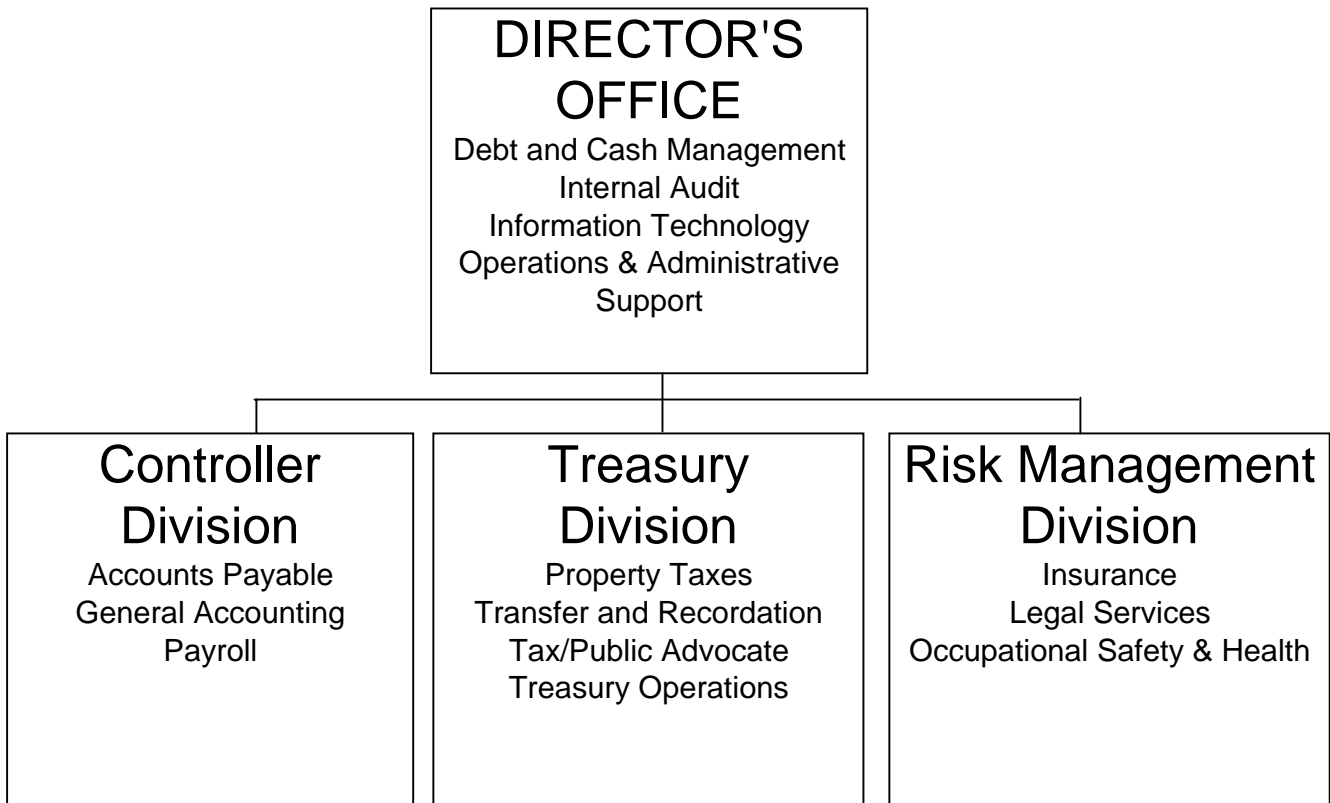 DIRECTOR'S
OFFICE
Debt and Cash Management
Internal Audit
Information Technology
Operations & Administrative
Support
Controller
Division
Accounts Payable
General Accounting
Payroll
Treasury
Division
Property Taxes
Transfer and Recordation
Tax/Public Advocate
Treasury Operations
Risk Management
Division
Insurance
Legal Services
Occupational Safety & Health